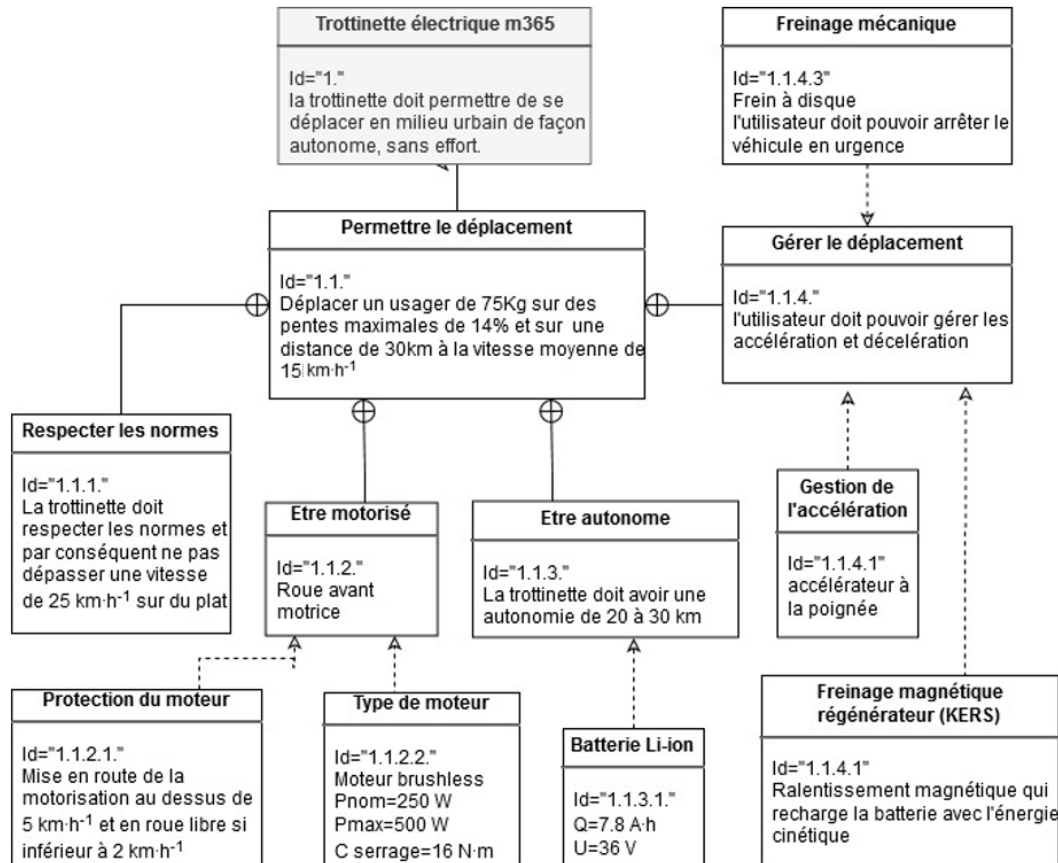 Trottinette électrique m365
Id="1."
la trottinette doit permettre de se
déplacer en milieu urbain de façon
autonome, sans effort.
Freinage mécanique
Id="1.1.4.3"
Frein à disque
l'utilisateur doit pouvoir arrêter le
véhicule en urgence
Permettre le déplacement
Id="1.1."
Déplacer un usager de 75Kg sur des
pentes maximales de 14% et sur une
distance de 30km à la vitesse moyenne de
15 km·h⁻¹
Gérer le déplacement
Id="1.1.4."
l'utilisateur doit pouvoir gérer les
accélération et décelération
Respecter les normes
Id="1.1.1."
La trottinette doit
respecter les normes et
par conséquent ne pas
dépasser une vitesse
de 25 km·h⁻¹ sur du plat
Etre motorisé
Id="1.1.2."
Roue avant
motrice
Etre autonome
Id="1.1.3."
La trottinette doit avoir une
autonomie de 20 à 30 km
Gestion de
l'accélération
Id="1.1.4.1"
accélérateur à
la poignée
Protection du moteur
Id="1.1.2.1."
Mise en route de la
motorisation au dessus de
5 km·h⁻¹ et en roue libre si
inférieur à 2 km·h⁻¹
Type de moteur
Id="1.1.2.2."
Moteur brushless
Pnom=250 W
Pmax=500 W
C serrage=16 N·m
Batterie Li-ion
Id="1.1.3.1."
Q=7.8 A·h
U=36 V
Freinage magnétique
régénérateur (KERS)
Id="1.1.4.1"
Ralentissement magnétique qui
recharge la batterie avec l'énergie
cinétique